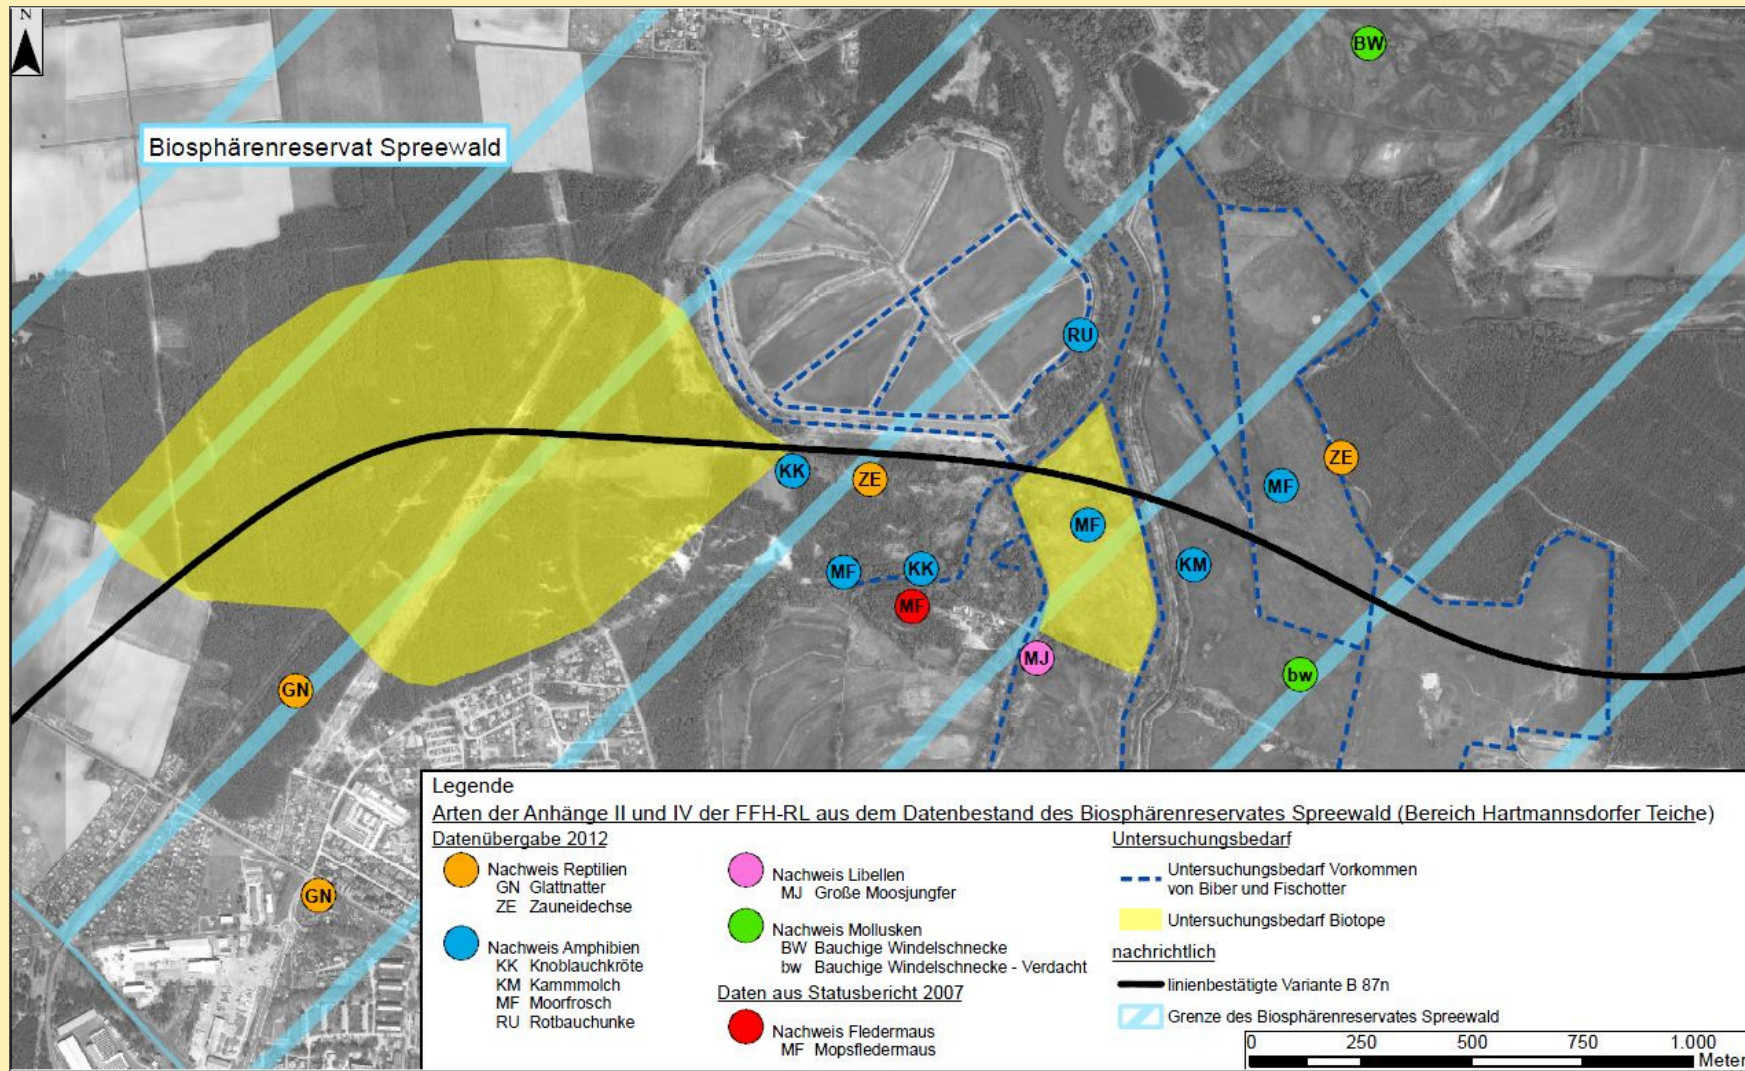 N
BW
Biosphärenreservat Spreewald
RU
KK
ZE
ZE
MF
MF
MF
KK
KM
MF
MJ
bw
GN
GN
Legende
Arten der Anhänge II und IV der FFH-RL aus dem Datenbestand des Biosphärenreservates Spreewald (Bereich Hartmannsdorfer Teiche)
Datenübergabe 2012
Nachweis Reptilien
GN Glattnatter
ZE Zauneidechse
Nachweis Amphibien
KK Knoblauchkröte
KM Kammmolch
MF Moorfrosch
RU Rotbauchunke
Nachweis Libellen
MJ Große Moosjungfer
Nachweis Mollusken
BW Bauchige Windelschnecke
bw Bauchige Windelschnecke - Verdacht
Daten aus Statusbericht 2007
Nachweis Fledermaus
MF Mopsfledermaus
Untersuchungsbedarf
Untersuchungsbedarf Vorkommen
von Biber und Fischotter
Untersuchungsbedarf Biotope
nachrichtlich
linienbestätigte Variante B 87n
Grenze des Biosphärenreservates Spreewald
0 250 500 750 1.000
Meter